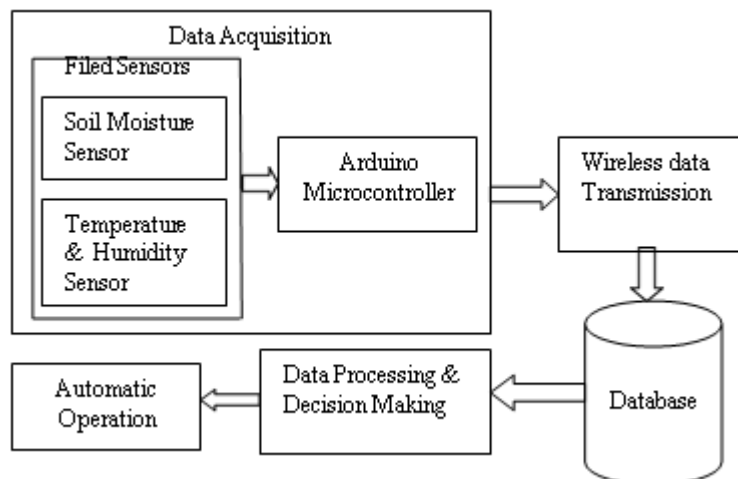 Data Acquisition
Filed Sensors
Soil Moisture
Sensor
Temperature
& Humidity
Sensor
Arduino
Microcontroller
Wireless data
Transmission
Database
Data Processing &
Decision Making
Automatic
Operation